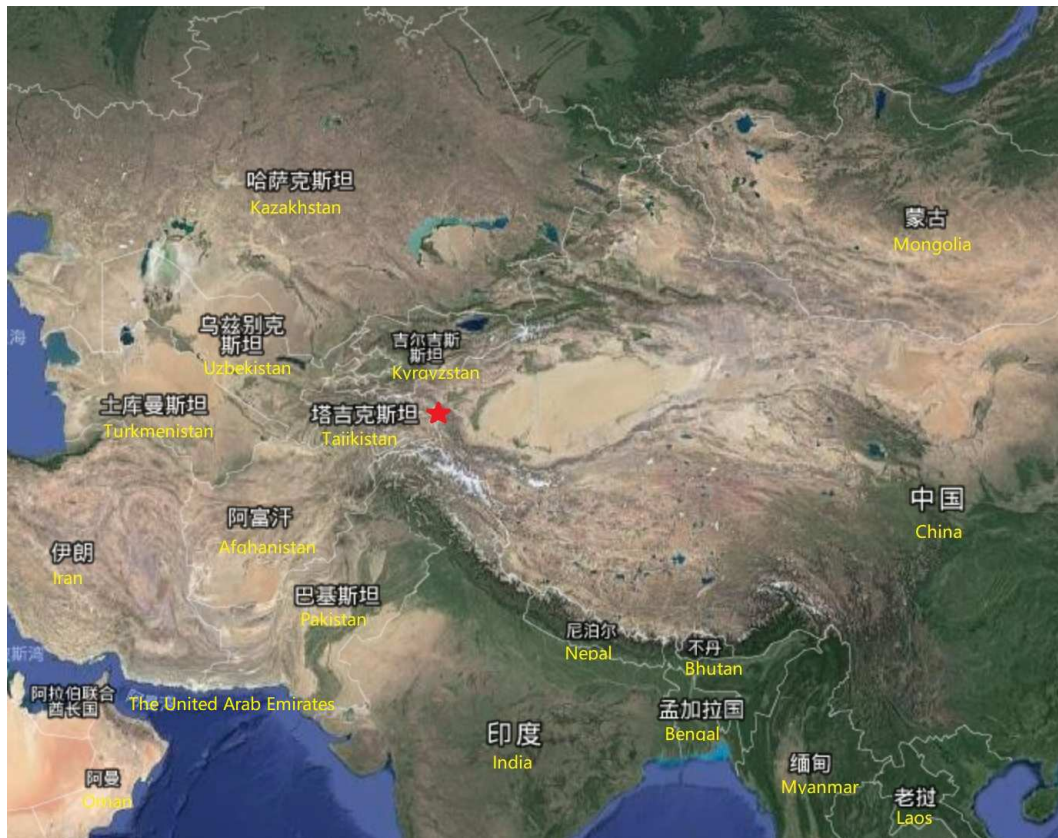 哈萨克斯坦
Kazakhstan
蒙古
Mongolia
海
乌兹别克
斯坦
Uzbekistan
吉尔吉斯
斯坦
Kyrgyzstan
土库曼斯坦
Turkmenistan
塔吉克斯坦
Tajikistan
中国
China
阿富汗
Afghanistan
伊朗
Iran
巴基斯坦
Pakistan
尼泊尔
Nepal
不丹
Bhutan
斯湾
阿拉伯联合
酋长国
The United Arab Emirates
孟加拉国
Bengal
印度
India
缅甸
Myanmar
阿曼
Oman
老挝
Laos